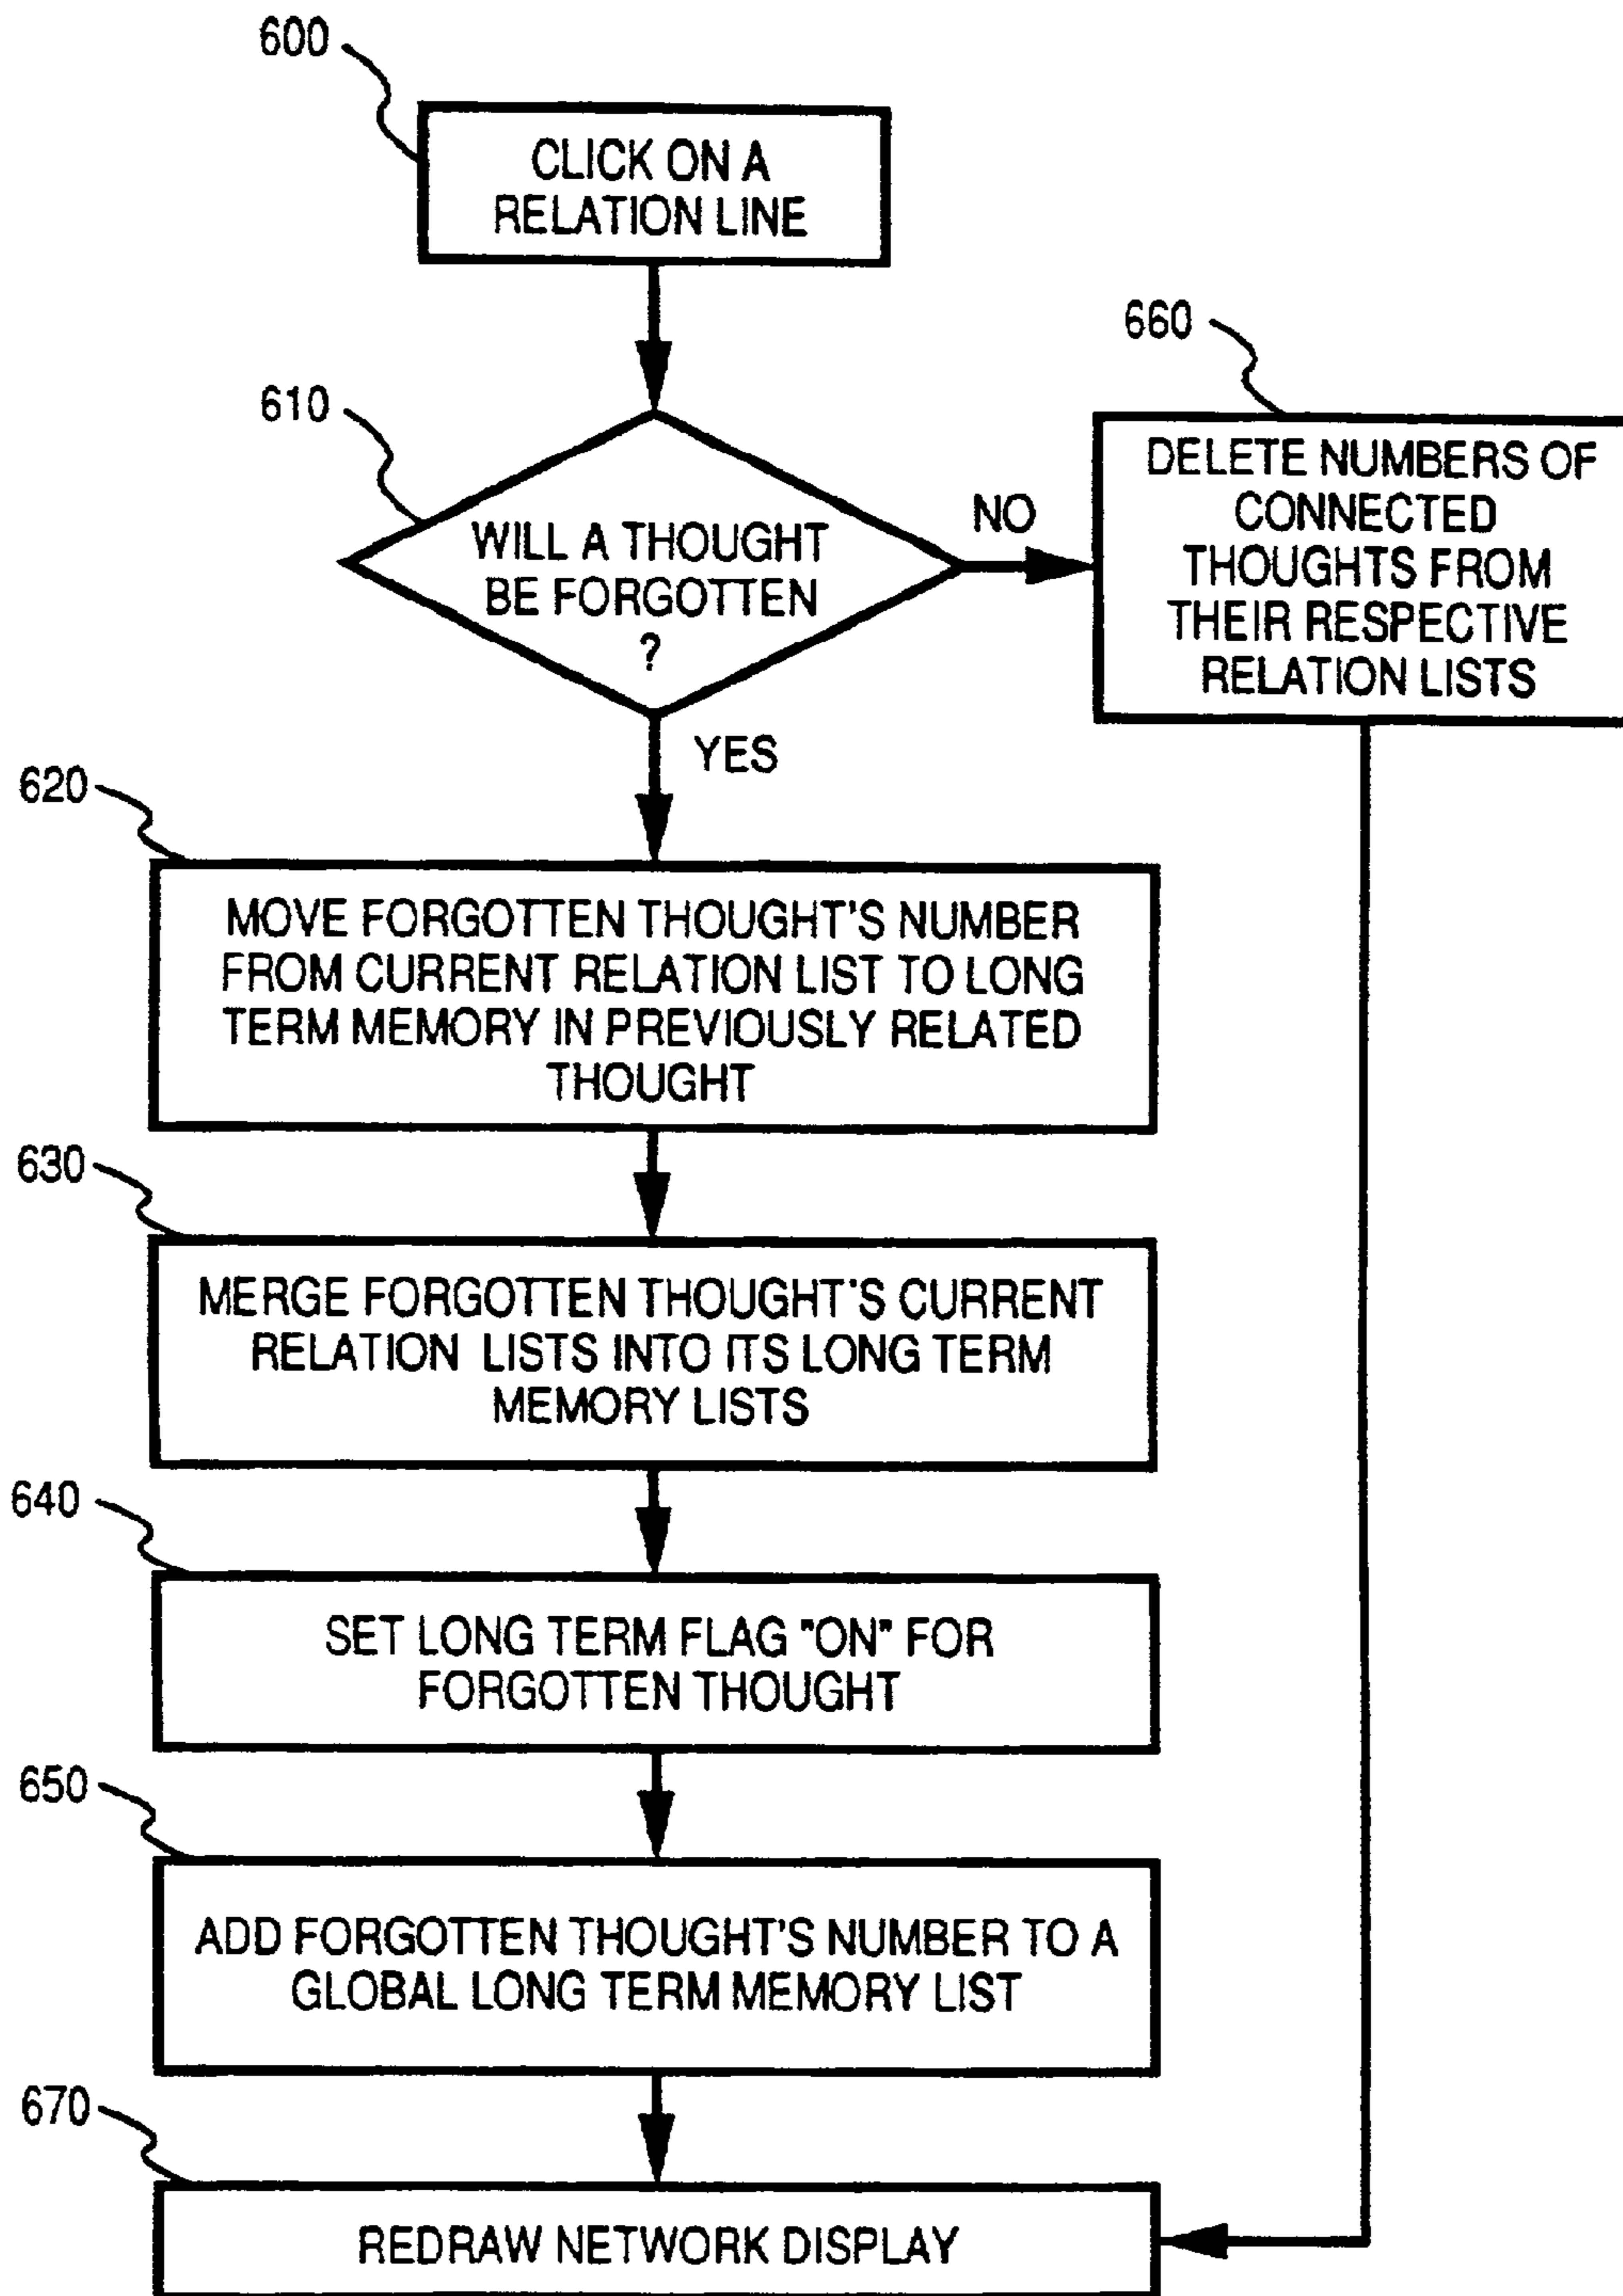 600
CLICK ON A
RELATION LINE
660
610
DELETE NUMBERS OF
CONNECTED
THOUGHTS FROM
THEIR RESPECTIVE
RELATION LISTS
NO
WILL A THOUGHT
BE FORGOTTEN
?
YES
620
MOVE FORGOTTEN THOUGHT'S NUMBER
FROM CURRENT RELATION LIST TO LONG
TERM MEMORY IN PREVIOUSLY RELATED
THOUGHT
630
MERGE FORGOTTEN THOUGHT'S CURRENT
RELATION LISTS INTO ITS LONG TERM
MEMORY LISTS
640
SET LONG TERM FLAG "ON" FOR
FORGOTTEN THOUGHT
650
ADD FORGOTTEN THOUGHT'S NUMBER TO A
GLOBAL LONG TERM MEMORY LIST
670
REDRAW NETWORK DISPLAY